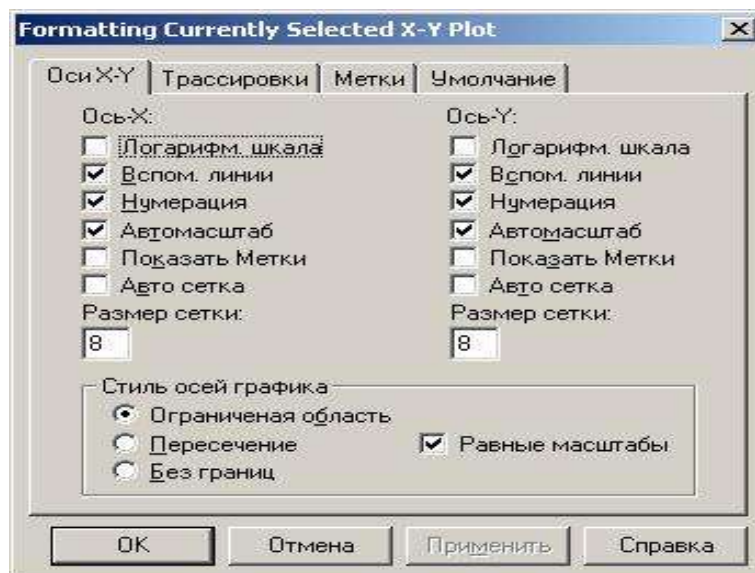 Formatting Currently Selected X-Y Plot
Оси X-Y
Трассировки
Метки
Умолчание
Ось-X:
Логарифм. шкала
Вспом. линии
Нумерация
Автомасштаб
Показать Метки
Авто сетка
Размер сетки:
8
Ось-Y:
Логарифм. шкала
Вспом. линии
Нумерация
Автомасштаб
Показать Метки
Авто сетка
Размер сетки:
8
Стиль осей графика
Ограниченая область
Пересечение
Без границ
Равные масштабы
OK
Отмена
Применить
Справка